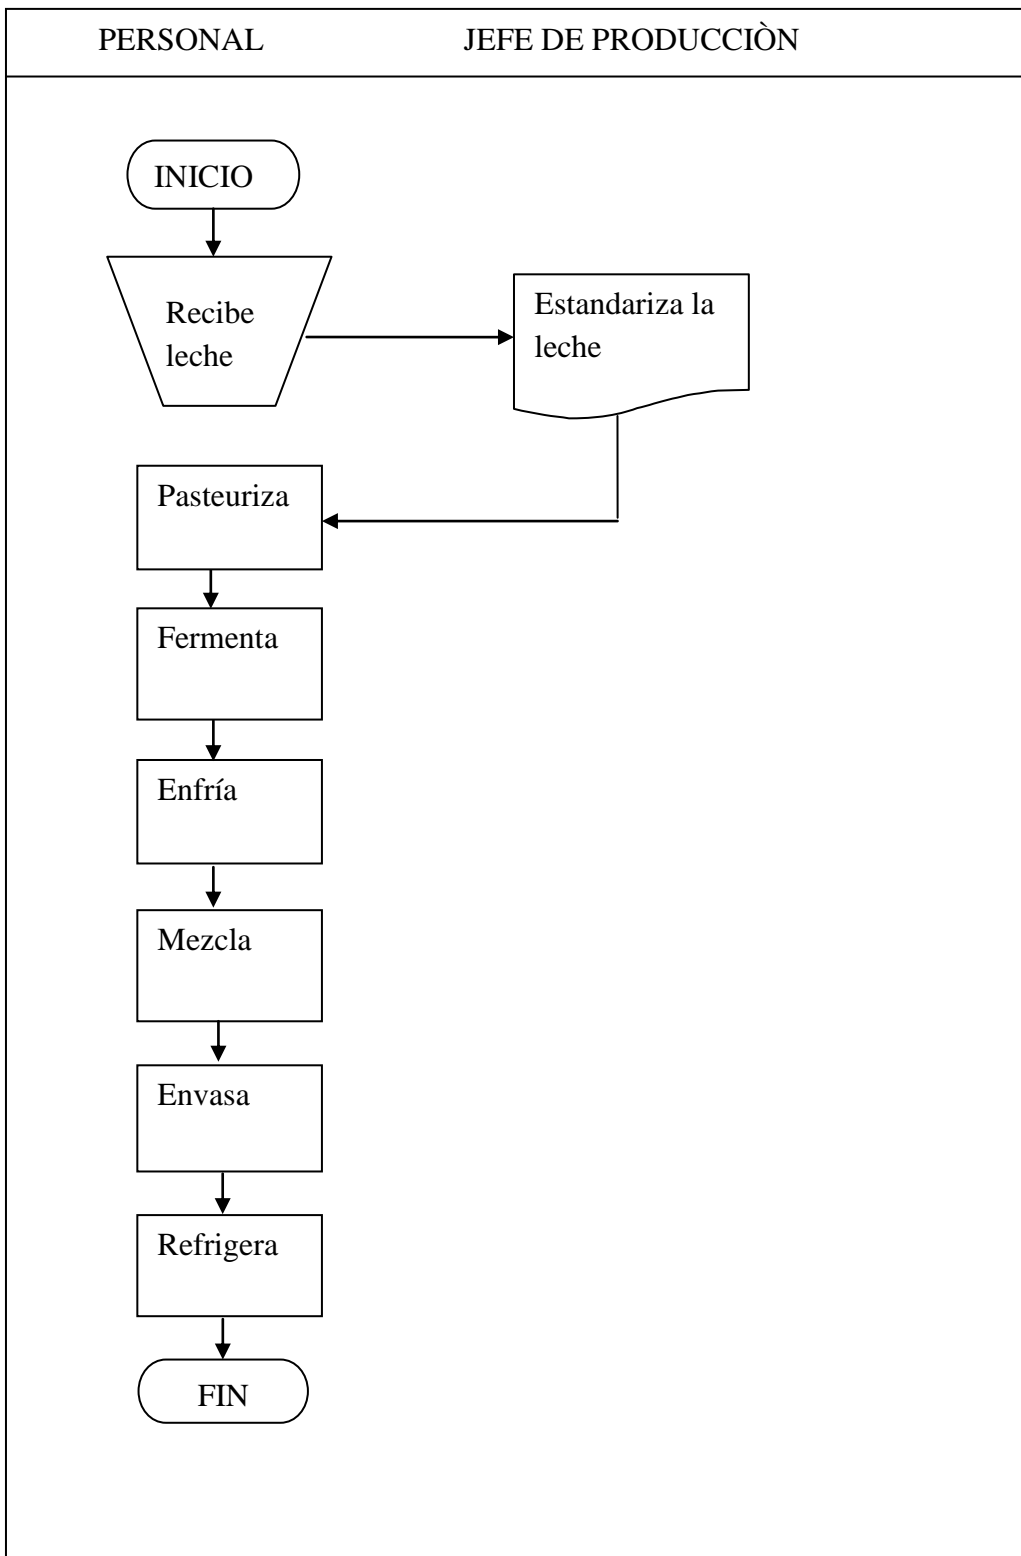 PERSONAL JEFE DE PRODUCCIÒN
INICIO
Recibe
leche
Estandariza la
leche
Pasteuriza
Fermenta
Enfría
Mezcla
Envasa
Refrigera
FIN